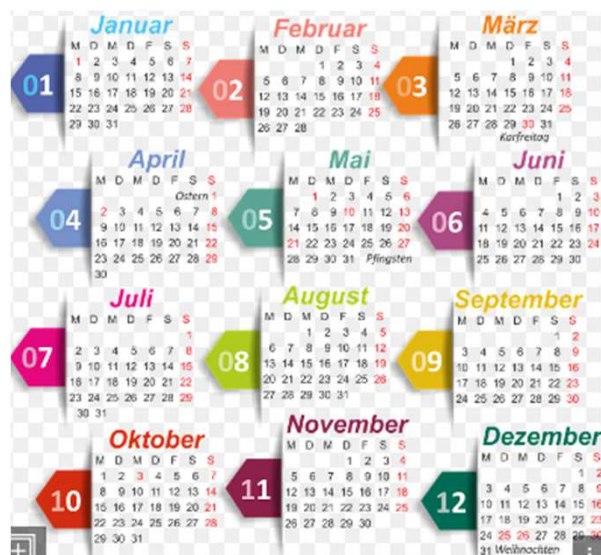 Januar
01
M D M D F S S
1 2 3 4 5 6 7
8 9 10 11 12 13 14
15 16 17 18 19 20 21
22 23 24 25 26 27 28
29 30 31
Februar
02
M D M D F S S
1 2 3 4
5 6 7 8 9 10 11
12 13 14 15 16 17 18
19 20 21 22 23 24 25
26 27 28
März
03
M D M D F S S
1 2 3 4
5 6 7 8 9 10 11
12 13 14 15 16 17 18
19 20 21 22 23 24 25
26 27 28 29 30 31
Karfreitag
April
04
M D M D F S S
Ostern 1
2 3 4 5 6 7 8
9 10 11 12 13 14 15
16 17 18 19 20 21 22
23 24 25 26 27 28 29
30
Mai
05
M D M D F S S
1 2 3 4 5 6
7 8 9 10 11 12 13
14 15 16 17 18 19 20
21 22 23 24 25 26 27
28 29 30 31 Pfingsten
Juni
06
M D M D F S S
1 2 3
4 5 6 7 8 9 10
11 12 13 14 15 16 17
18 19 20 21 22 23 24
25 26 27 28 29 30
Juli
07
M D M D F S S
1
2 3 4 5 6 7 8
9 10 11 12 13 14 15
16 17 18 19 20 21 22
23 24 25 26 27 28 29
30 31
August
08
M D M D F S S
1 2 3 4 5
6 7 8 9 10 11 12
13 14 15 16 17 18 19
20 21 22 23 24 25 26
27 28 29 30 31
September
09
M D M D F S S
1 2
3 4 5 6 7 8 9
10 11 12 13 14 15 16
17 18 19 20 21 22 23
24 25 26 27 28 29 30
Oktober
10
M D M D F S S
1 2 3 4 5 6 7
8 9 10 11 12 13 14
15 16 17 18 19 20 21
22 23 24 25 26 27 28
29 30 31
November
11
M D M D F S S
1 2 3 4
5 6 7 8 9 10 11
12 13 14 15 16 17 18
19 20 21 22 23 24 25
26 27 28 29 30
Dezember
12
M D M D F S S
1 2
3 4 5 6 7 8 9
10 11 12 13 14 15 16
17 18 19 20 21 22 23
24 25 26 27 28 29
31 Weihnachten